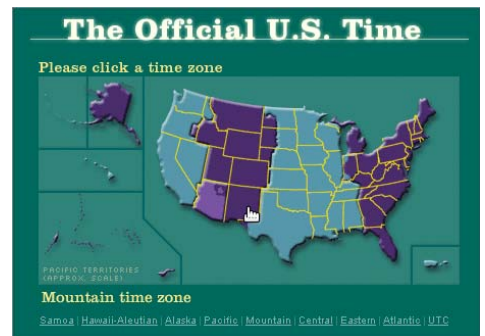 The Official U.S. Time
Please click a time zone
PACIFIC TERRITORIES
(APPROX. SCALE)
Mountain time zone
Samoa | Hawaii-Aleutian | Alaska | Pacific | Mountain | Central | Eastern | Atlantic | UTC